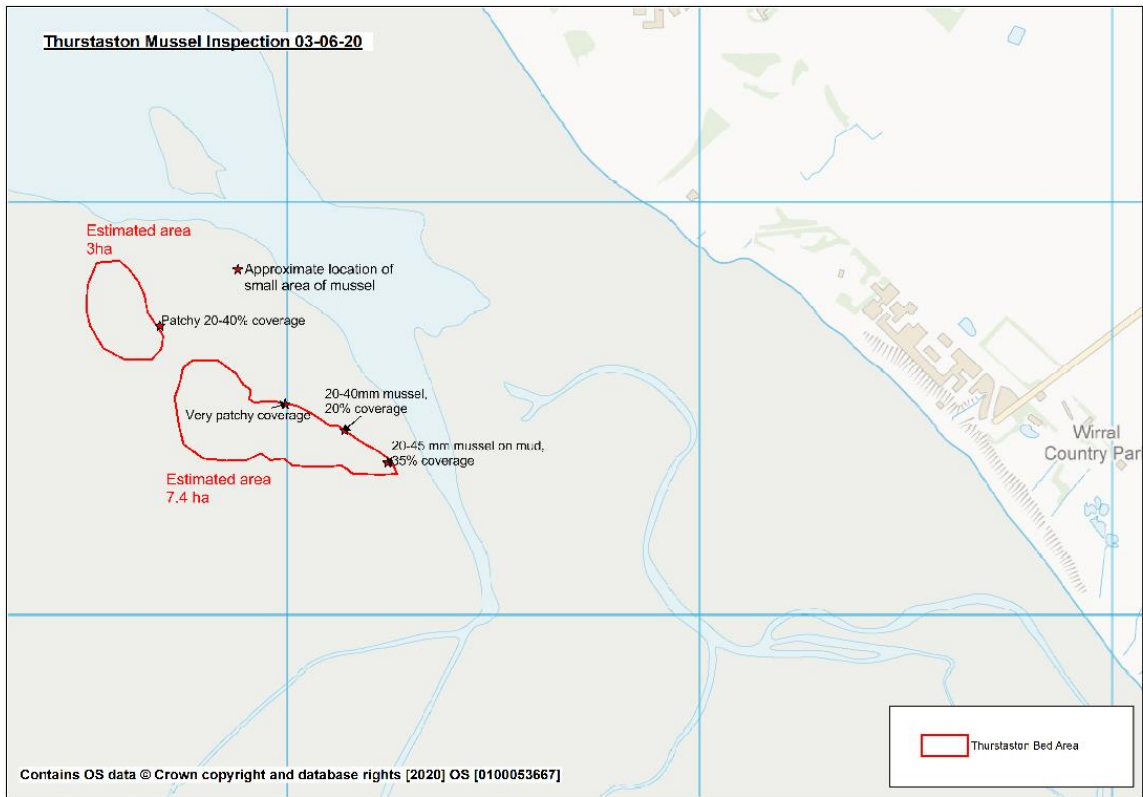 Thurstaston Mussel Inspection 03-06-20
Estimated area
3ha
Approximate location of
small area of mussel
Patchy 20-40% coverage
20-40mm mussel,
20% coverage
Very patchy coverage
20-45 mm mussel on mud,
35% coverage
Estimated area
7.4 ha
Wirral
Country Par
Thurstaston Bed Area
Contains OS data © Crown copyright and database rights [2020] OS [0100053667]